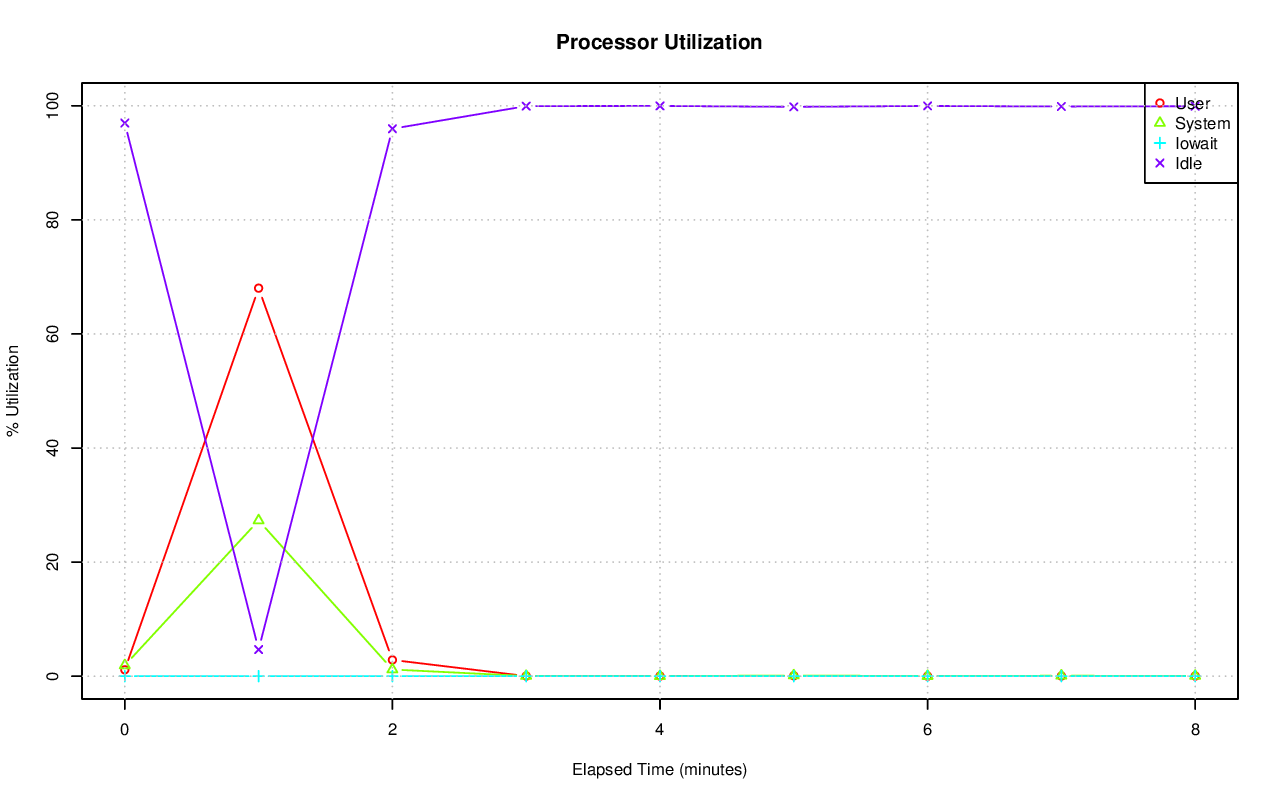 Processor Utilization
% Utilization
100
80
60
40
20
0
User
System
Iowait
Idle
0 2 4 6 8
Elapsed Time (minutes)